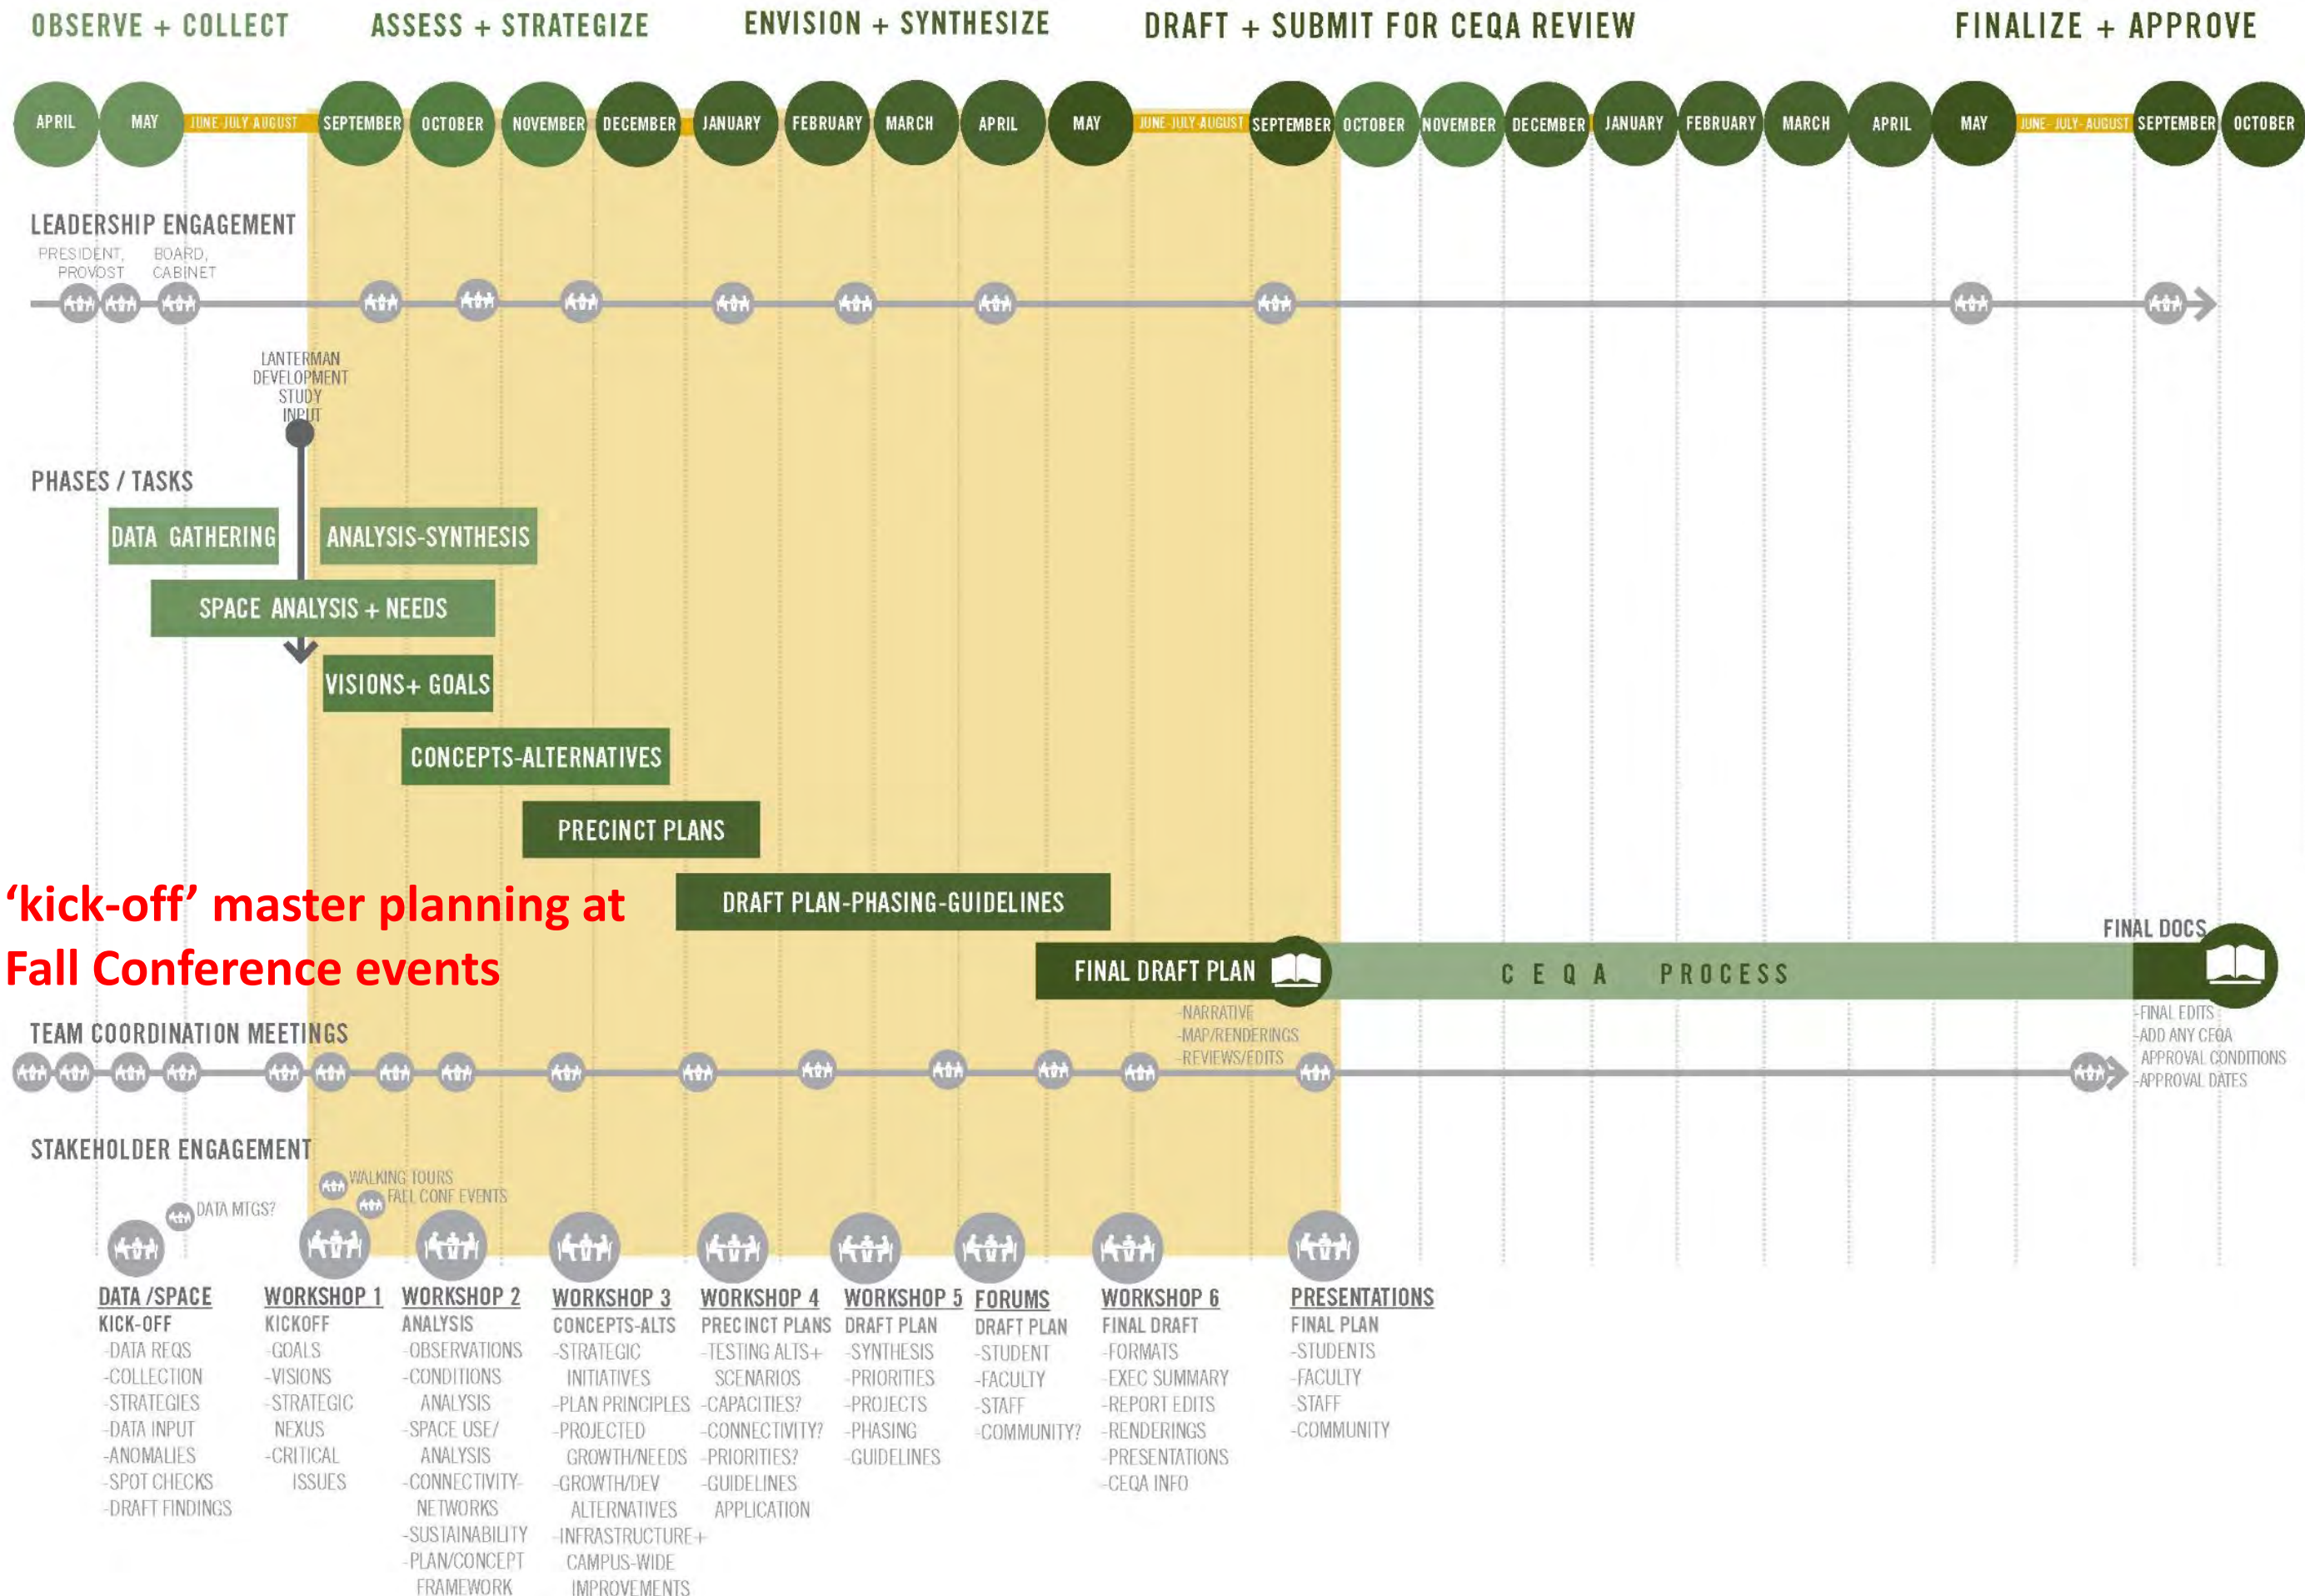 OBSERVE + COLLECT
ASSESS + STRATEGIZE
ENVISION + SYNTHESIZE
DRAFT + SUBMIT FOR CEQA REVIEW
FINALIZE + APPROVE
APRIL
MAY
JUNE-JULY AUGUST
SEPTEMBER
OCTOBER
NOVEMBER
DECEMBER
JANUARY
FEBRUARY
MARCH
APRIL
MAY
JUNE-JULY-AUGUST
SEPTEMBER
OCTOBER
NOVEMBER
DECEMBER
JANUARY
FEBRUARY
MARCH
APRIL
MAY
JUNE- JULY- AUGUST
SEPTEMBER
OCTOBER
LEADERSHIP ENGAGEMENT
PRESIDENT,
PROVOST
BOARD,
CABINET
LANTERMAN
DEVELOPMENT
STUDY
INPUT
PHASES / TASKS
DATA GATHERING
ANALYSIS-SYNTHESIS
SPACE ANALYSIS + NEEDS
VISIONS+ GOALS
CONCEPTS-ALTERNATIVES
PRECINCT PLANS
DRAFT PLAN-PHASING-GUIDELINES
‘kick-off’ master planning at
Fall Conference events
FINAL DRAFT PLAN
CEQA PROCESS
FINAL DOCS
-NARRATIVE
-MAP/RENDERINGS
-REVIEWS/EDITS
-FINAL EDITS
-ADD ANY CEQA
APPROVAL CONDITIONS
-APPROVAL DATES
TEAM COORDINATION MEETINGS
STAKEHOLDER ENGAGEMENT
WALKING TOURS
FALL CONF EVENTS
DATA MTGS?
DATA /SPACE
KICK-OFF
-DATA REQS
-COLLECTION
-STRATEGIES
-DATA INPUT
-ANOMALIES
-SPOT CHECKS
-DRAFT FINDINGS
WORKSHOP 1
KICKOFF
-GOALS
-VISIONS
-STRATEGIC
NEXUS
-CRITICAL
ISSUES
WORKSHOP 2
ANALYSIS
-OBSERVATIONS
-CONDITIONS
ANALYSIS
-SPACE USE/
ANALYSIS
-CONNECTIVITY-
NETWORKS
-SUSTAINABILITY
-PLAN/CONCEPT
FRAMEWORK
WORKSHOP 3
CONCEPTS-ALTS
-STRATEGIC
INITIATIVES
-PLAN PRINCIPLES
-PROJECTED
GROWTH/NEEDS
-GROWTH/DEV
ALTERNATIVES
-INFRASTRUCTURE+
CAMPUS-WIDE
IMPROVEMENTS
WORKSHOP 4
PRECINCT PLANS
-TESTING ALTS+
SCENARIOS
-CAPACITIES?
-CONNECTIVITY?
-PRIORITIES?
-GUIDELINES
APPLICATION
WORKSHOP 5
DRAFT PLAN
-SYNTHESIS
-PRIORITIES
-PROJECTS
-PHASING
-GUIDELINES
FORUMS
DRAFT PLAN
-STUDENT
-FACULTY
-STAFF
-COMMUNITY?
WORKSHOP 6
FINAL DRAFT
-FORMATS
-EXEC SUMMARY
-REPORT EDITS
-RENDERINGS
-PRESENTATIONS
-CEQA INFO
PRESENTATIONS
FINAL PLAN
-STUDENTS
-FACULTY
-STAFF
-COMMUNITY